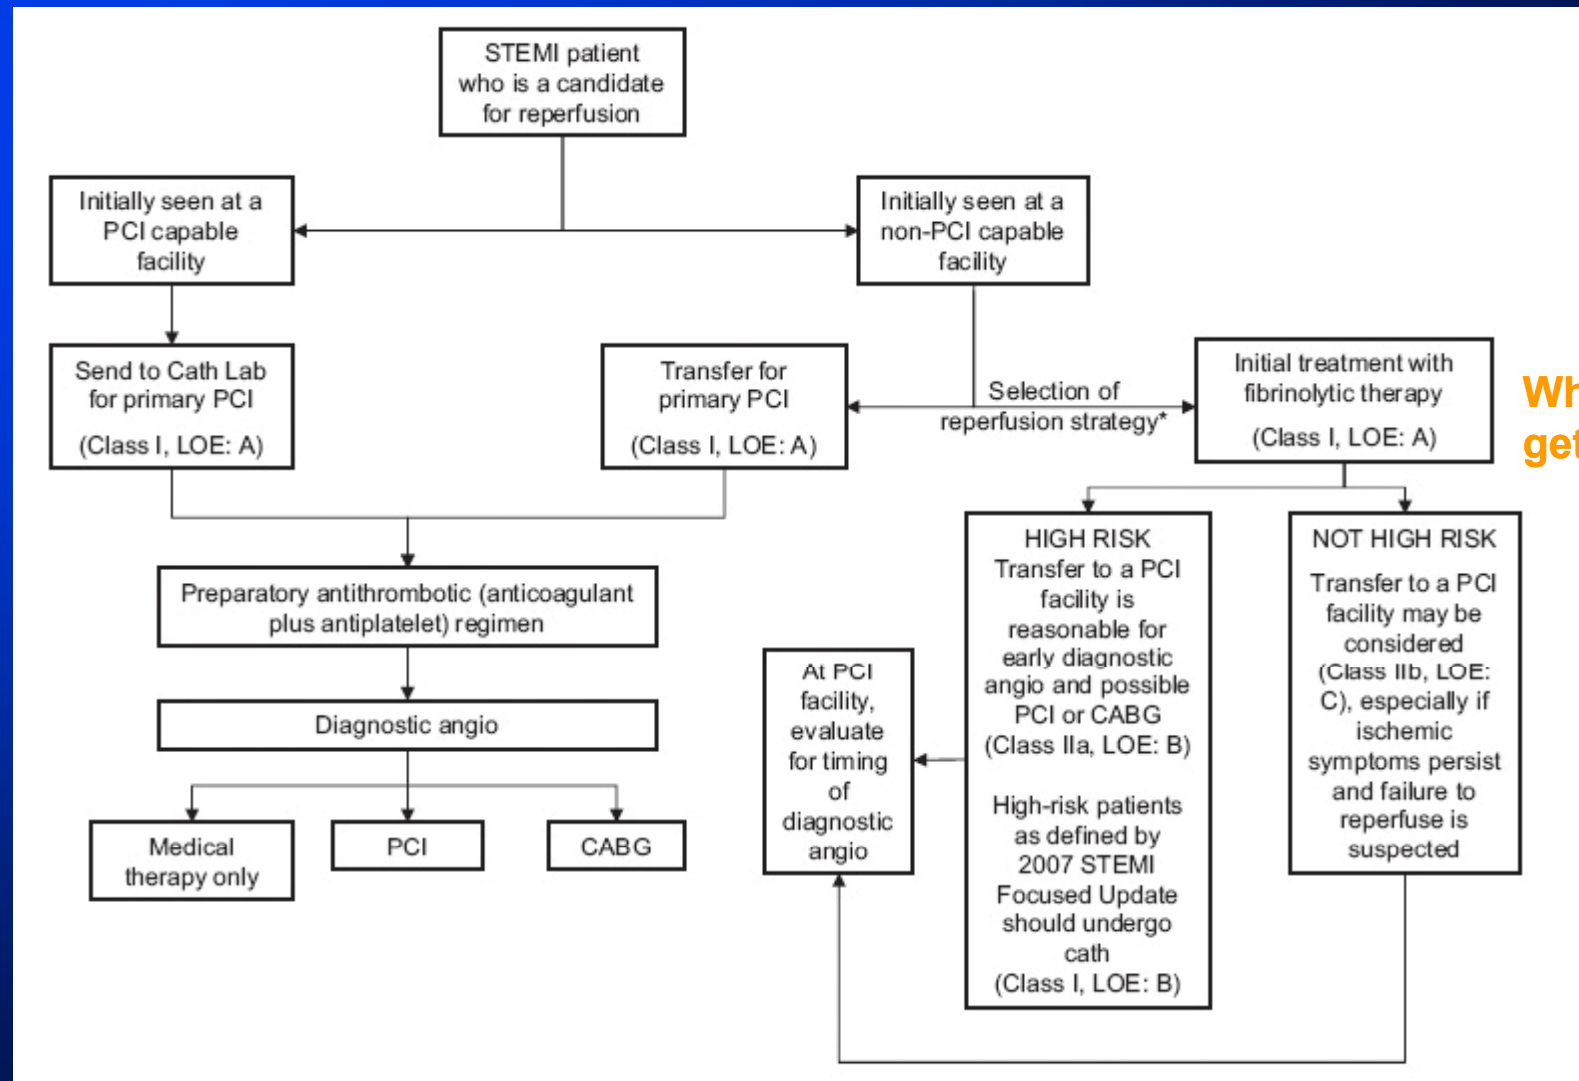 STEMI patient
who is a candidate
for reperfusion
Initially seen at a
PCI capable
facility
Initially seen at a
non-PCI capable
facility
Send to Cath Lab
for primary PCI
(Class I, LOE: A)
Transfer for
primary PCI
(Class I, LOE: A)
Selection of
reperfusion strategy*
Initial treatment with
fibrinolytic therapy
(Class I, LOE: A)
Preparatory antithrombotic (anticoagulant
plus antiplatelet) regimen
Diagnostic angio
Medical
therapy only
PCI
CABG
At PCI
facility,
evaluate
for timing
of
diagnostic
angio
HIGH RISK
Transfer to a PCI
facility is
reasonable for
early diagnostic
angio and possible
PCI or CABG
(Class IIa, LOE: B)
High-risk patients
as defined by
2007 STEMI
Focused Update
should undergo
cath
(Class I, LOE: B)
NOT HIGH RISK
Transfer to a PCI
facility may be
considered
(Class IIb, LOE:
C), especially if
ischemic
symptoms persist
and failure to
reperfuse is
suspected